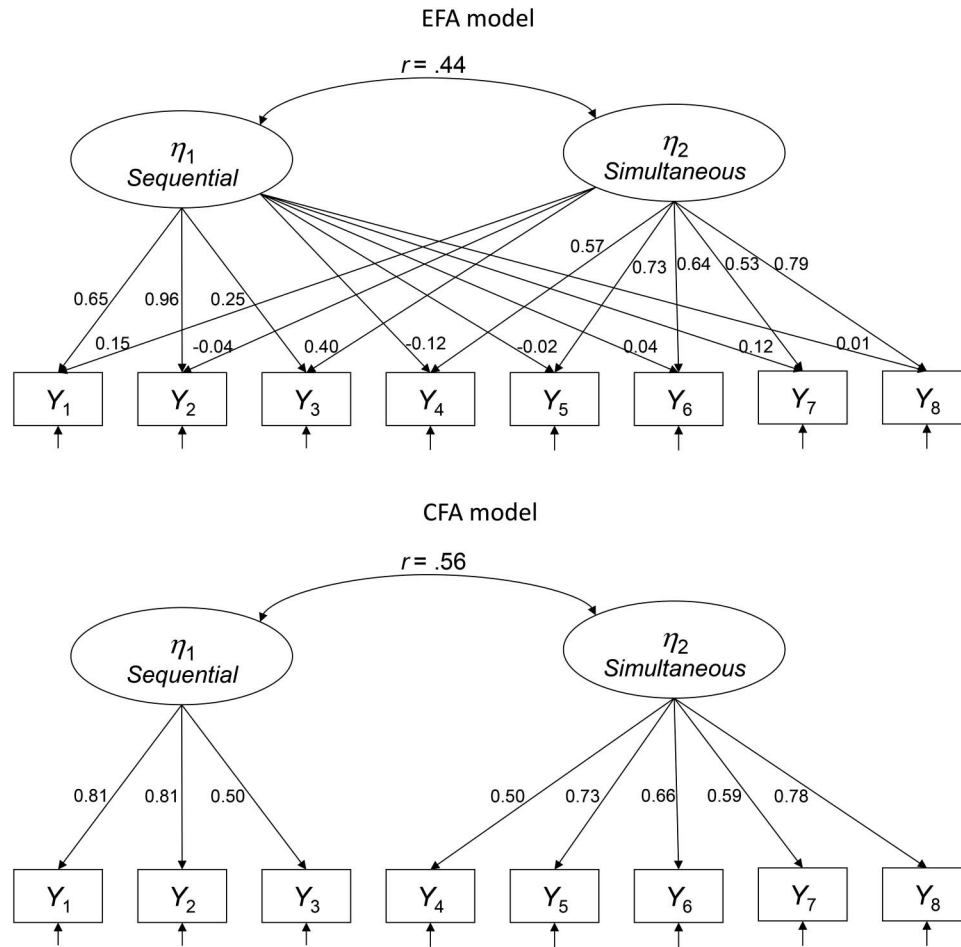 EFA model
r = .44
η1
Sequential
η2
Simultaneous
0.57
0.73 0.64 0.53 0.79
0.65 0.96 0.25
0.15 -0.04 0.40 -0.12 -0.02 0.04 0.12 0.01
Y1 Y2 Y3 Y4 Y5 Y6 Y7 Y8
CFA model
r = .56
η1
Sequential
η2
Simultaneous
0.81 0.81 0.50 0.50 0.73 0.66 0.59 0.78
Y1 Y2 Y3 Y4 Y5 Y6 Y7 Y8